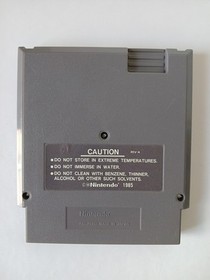 CAUTION
● DO NOT STORE IN EXTREME TEMPERATURES.
● DO NOT IMMERSE IN WATER.
● DO NOT CLEAN WITH BENZENE, THINNER,
ALCOHOL OR OTHER SUCH SOLVENTS.
Nintendo 1985
Nintendo